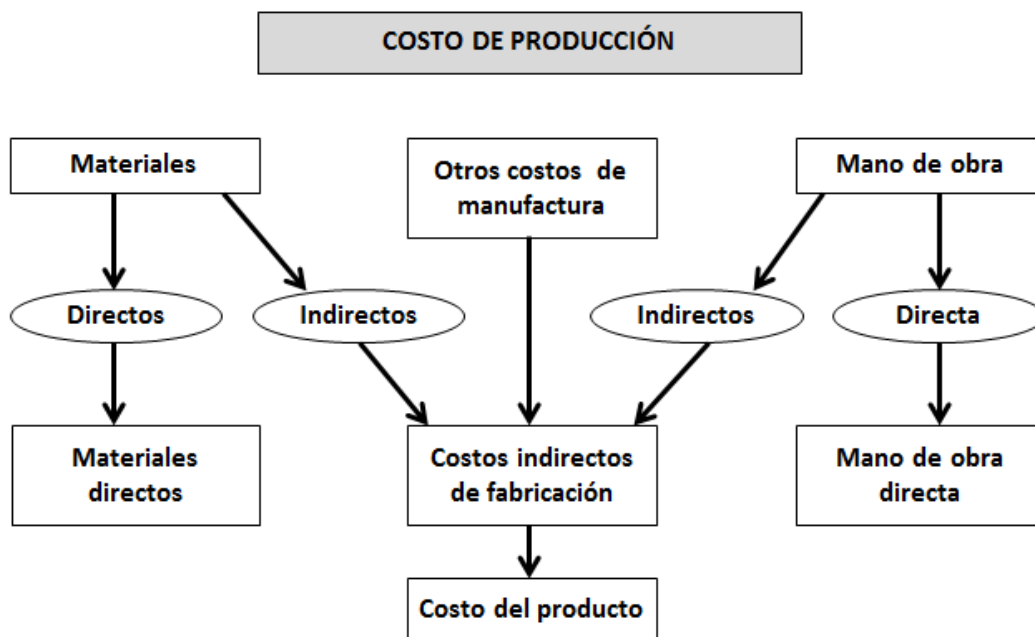 COSTO DE PRODUCCIÓN
Materiales
Otros costos de
manufactura
Mano de obra
Directos
Indirectos
Indirectos
Directa
Materiales
directos
Costos indirectos
de fabricación
Mano de obra
directa
Costo del producto